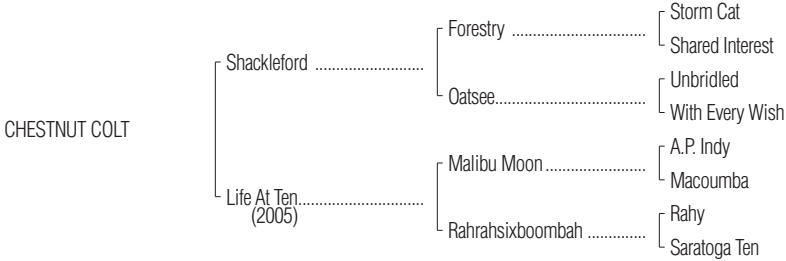 Storm Cat
Forestry ..............................
Shared Interest
Shackleford ........................
Unbridled
Oatsee.................................
With Every Wish
CHESTNUT COLT
A.P. Indy
Malibu Moon ......................
Macoumba
Life At Ten...........................
(2005)
Rahy
Rahrahsixboombah .............
Saratoga Ten